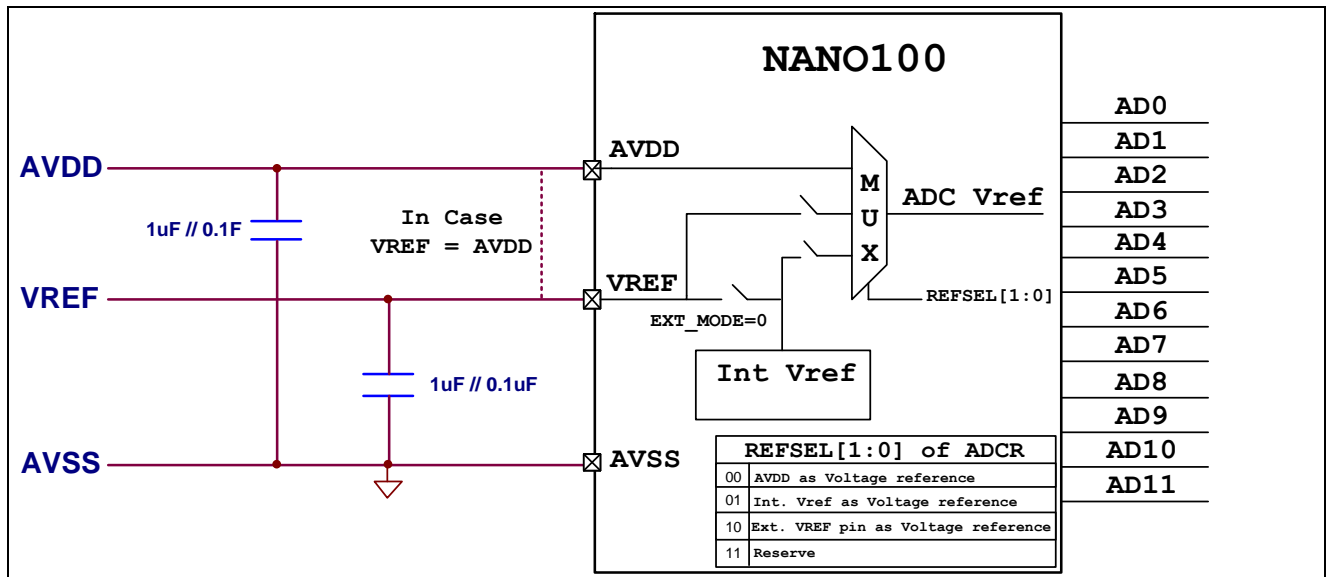 NANO100
AD0
AD1
AD2
AD3
AD4
AD5
AD6
AD7
AD8
AD9
AD10
AD11
AVDD
AVDD
1uF // 0.1F
In Case
VREF = AVDD
M
U
X
ADC Vref
VREF
VREF
EXT_MODE=0
REFSEL[1:0]
Int Vref
1uF // 0.1uF
AVSS
AVSS
REFSEL[1:0] of ADCR
00 AVDD as Voltage reference
01 Int. Vref as Voltage reference
10 Ext. VREF pin as Voltage reference
11 Reserve